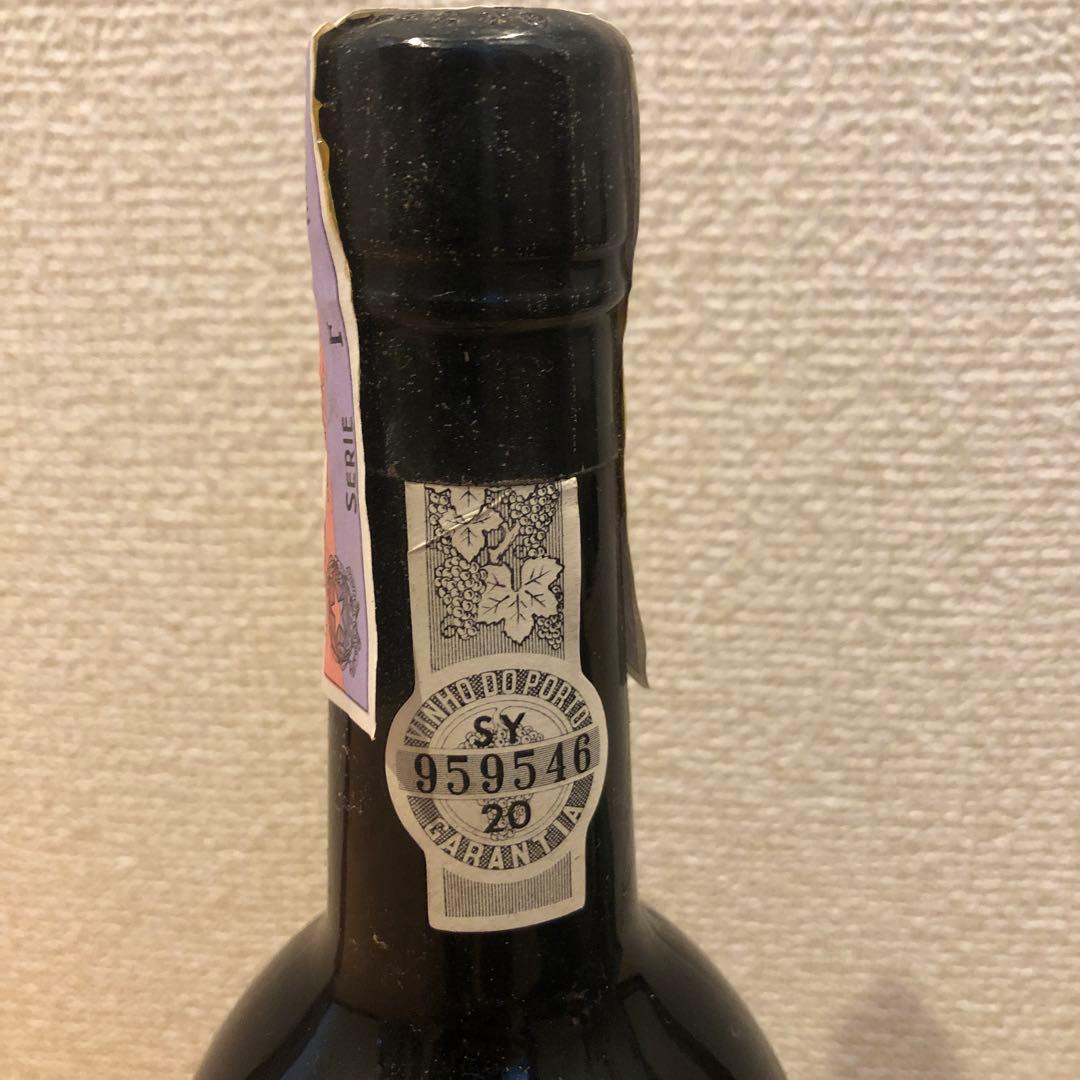 SERIE I
VINHO DO PORTO
SY
959546
20
GARANTIA